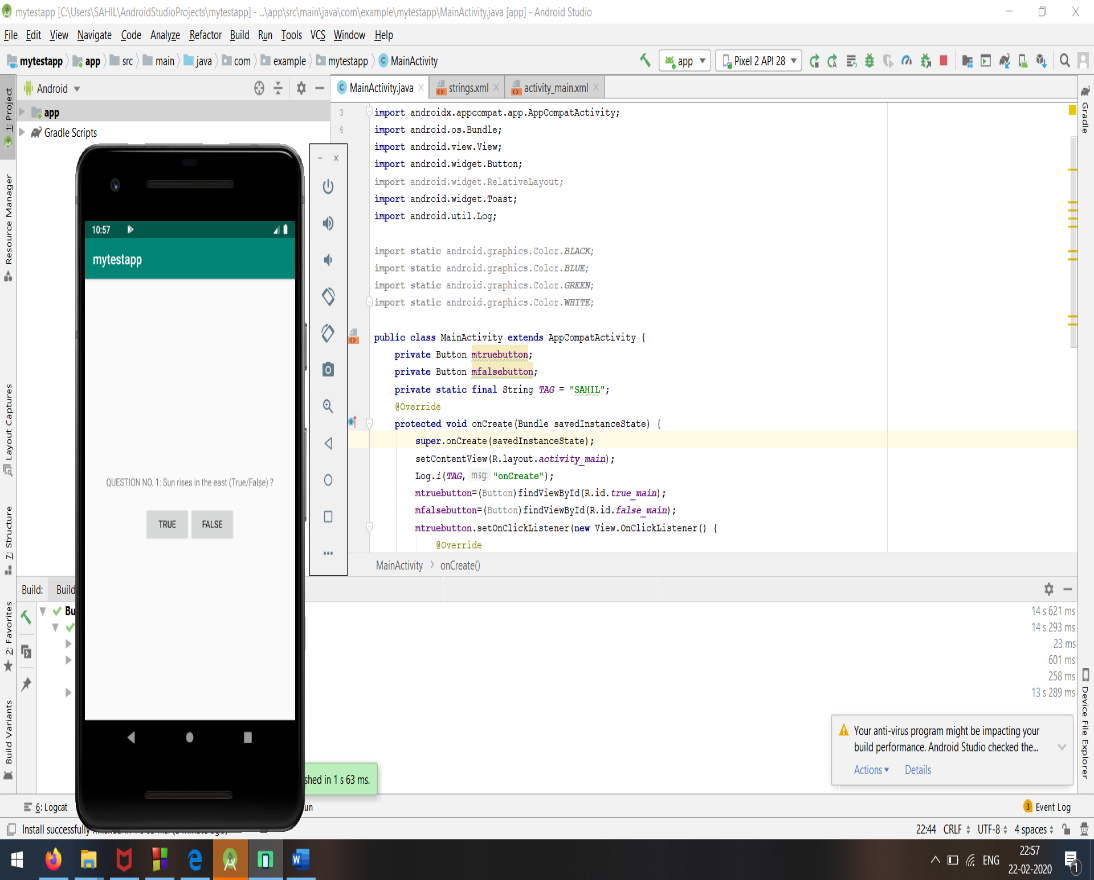 mytestapp [C:\Users\SAHIL\AndroidStudioProjects\mytestapp] - ..\app\src\main\java\com\example\mytestapp\MainActivity.java [app] - Android Studio
File Edit View Navigate Code Analyze Refactor Build Run Tools VCS Window Help
mytestapp app src main java com example mytestapp MainActivity
app Pixel 2 API 28
Android
MainActivity.java strings.xml activity_main.xml
1: Project
Resource Manager
Layout Captures
7: Structure
2: Favorites
Build Variants
Gradle
Device File Explorer
app
Gradle Scripts
10:57
mytestapp
QUESTION NO. 1: Sun rises in the east (True/False) ?
TRUE FALSE
3 import androidx.appcompat.app.AppCompatActivity;
4 import android.os.Bundle;
import android.view.View;
import android.widget.Button;
import android.widget.RelativeLayout;
import android.widget.Toast;
import android.util.Log;
import static android.graphics.Color.BLACK;
import static android.graphics.Color.BLUE;
import static android.graphics.Color.GREEN;
import static android.graphics.Color.WHITE;
public class MainActivity extends AppCompatActivity {
private Button mtruebutton;
private Button mfalsebutton;
private static final String TAG = "SAHIL";
@Override
protected void onCreate(Bundle savedInstanceState) {
super.onCreate(savedInstanceState);
setContentView(R.layout.activity_main);
Log.i(TAG, msg: "onCreate");
mtruebutton=(Button)findViewById(R.id.true_main);
mfalsebutton=(Button)findViewById(R.id.false_main);
mtruebutton.setOnClickListener(new View.OnClickListener() {
@Override
MainActivity onCreate()
Build: Build
Bu
14 s 621 ms
14 s 293 ms
23 ms
601 ms
258 ms
13 s 289 ms
Your anti-virus program might be impacting your
build performance. Android Studio checked the...
Actions Details
shed in 1 s 63 ms.
6: Logcat
un
3 Event Log
Install successfully
22:44 CRLF UTF-8 4 spaces
W
ENG
22:57
22-02-2020
1